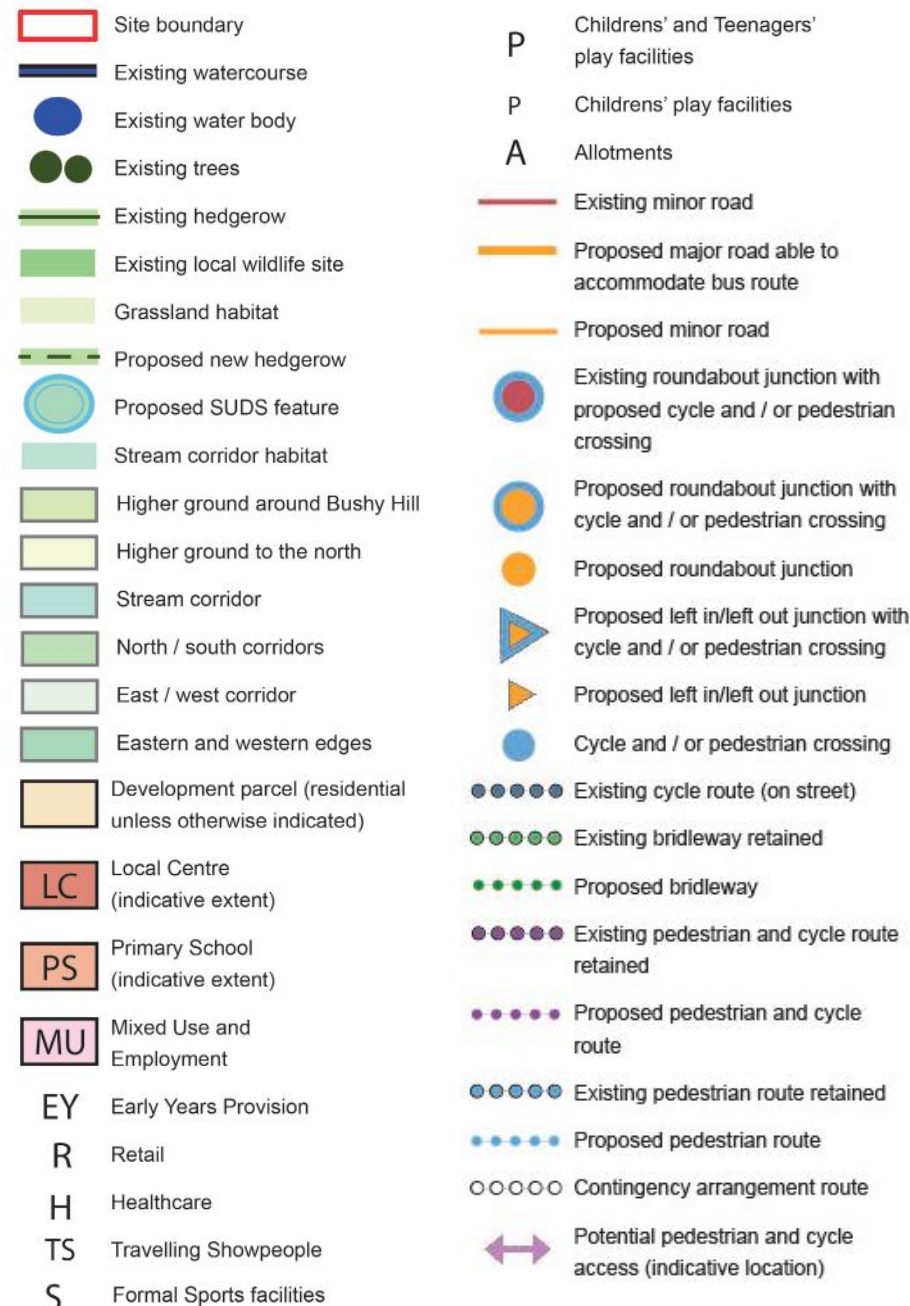 Site boundary
Existing watercourse
Existing water body
Existing trees
Existing hedgerow
Existing local wildlife site
Grassland habitat
Proposed new hedgerow
Proposed SUDS feature
Stream corridor habitat
Higher ground around Bushy Hill
Higher ground to the north
Stream corridor
North / south corridors
East / west corridor
Eastern and western edges
Development parcel (residential
unless otherwise indicated)
LC Local Centre
(indicative extent)
PS Primary School
(indicative extent)
MU Mixed Use and
Employment
EY Early Years Provision
R Retail
H Healthcare
TS Travelling Showpeople
S Formal Sports facilities
P Childrens’ and Teenagers’
play facilities
P Childrens’ play facilities
A Allotments
Existing minor road
Proposed major road able to
accommodate bus route
Proposed minor road
Existing roundabout junction with
proposed cycle and / or pedestrian
crossing
Proposed roundabout junction with
cycle and / or pedestrian crossing
Proposed roundabout junction
Proposed left in/left out junction with
cycle and / or pedestrian crossing
Proposed left in/left out junction
Cycle and / or pedestrian crossing
Existing cycle route (on street)
Existing bridleway retained
Proposed bridleway
Existing pedestrian and cycle route
retained
Proposed pedestrian and cycle
route
Existing pedestrian route retained
Proposed pedestrian route
Contingency arrangement route
Potential pedestrian and cycle
access (indicative location)